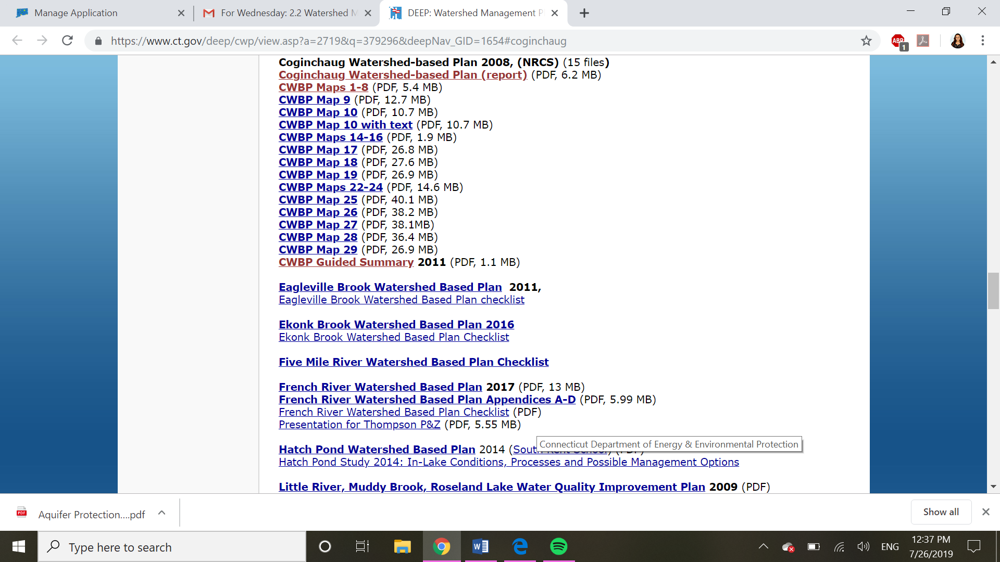 Manage Application
For Wednesday: 2.2 Watershed M
DEEP: Watershed Management P
https://www.ct.gov/deep/cwp/view.asp?a=2719&q=379296&deepNav_GID=1654#coginchaug
ABP
1
Coginchaug Watershed-based Plan 2008, (NRCS) (15 files)
Coginchaug Watershed-based Plan (report) (PDF, 6.2 MB)
CWBP Maps 1-8 (PDF, 5.4 MB)
CWBP Map 9 (PDF, 12.7 MB)
CWBP Map 10 (PDF, 10.7 MB)
CWBP Map 10 with text (PDF, 10.7 MB)
CWBP Maps 14-16 (PDF, 1.9 MB)
CWBP Map 17 (PDF, 26.8 MB)
CWBP Map 18 (PDF, 27.6 MB)
CWBP Map 19 (PDF, 26.9 MB)
CWBP Maps 22-24 (PDF, 14.6 MB)
CWBP Map 25 (PDF, 40.1 MB)
CWBP Map 26 (PDF, 38.2 MB)
CWBP Map 27 (PDF, 38.1MB)
CWBP Map 28 (PDF, 36.4 MB)
CWBP Map 29 (PDF, 26.9 MB)
CWBP Guided Summary 2011 (PDF, 1.1 MB)
Eagleville Brook Watershed Based Plan 2011,
Eagleville Brook Watershed Based Plan checklist
Ekonk Brook Watershed Based Plan 2016
Ekonk Brook Watershed Based Plan Checklist
Five Mile River Watershed Based Plan Checklist
French River Watershed Based Plan 2017 (PDF, 13 MB)
French River Watershed Based Plan Appendices A-D (PDF, 5.99 MB)
French River Watershed Based Plan Checklist (PDF)
Presentation for Thompson P&Z (PDF, 5.55 MB)
Connecticut Department of Energy & Environmental Protection
Hatch Pond Watershed Based Plan 2014 (South Kent School) (PDF)
Hatch Pond Study 2014: In-Lake Conditions, Processes and Possible Management Options
Little River, Muddy Brook, Roseland Lake Water Quality Improvement Plan 2009 (PDF)
PDF
Aquifer Protection....pdf
Show all
Type here to search
ENG
12:37 PM
7/26/2019